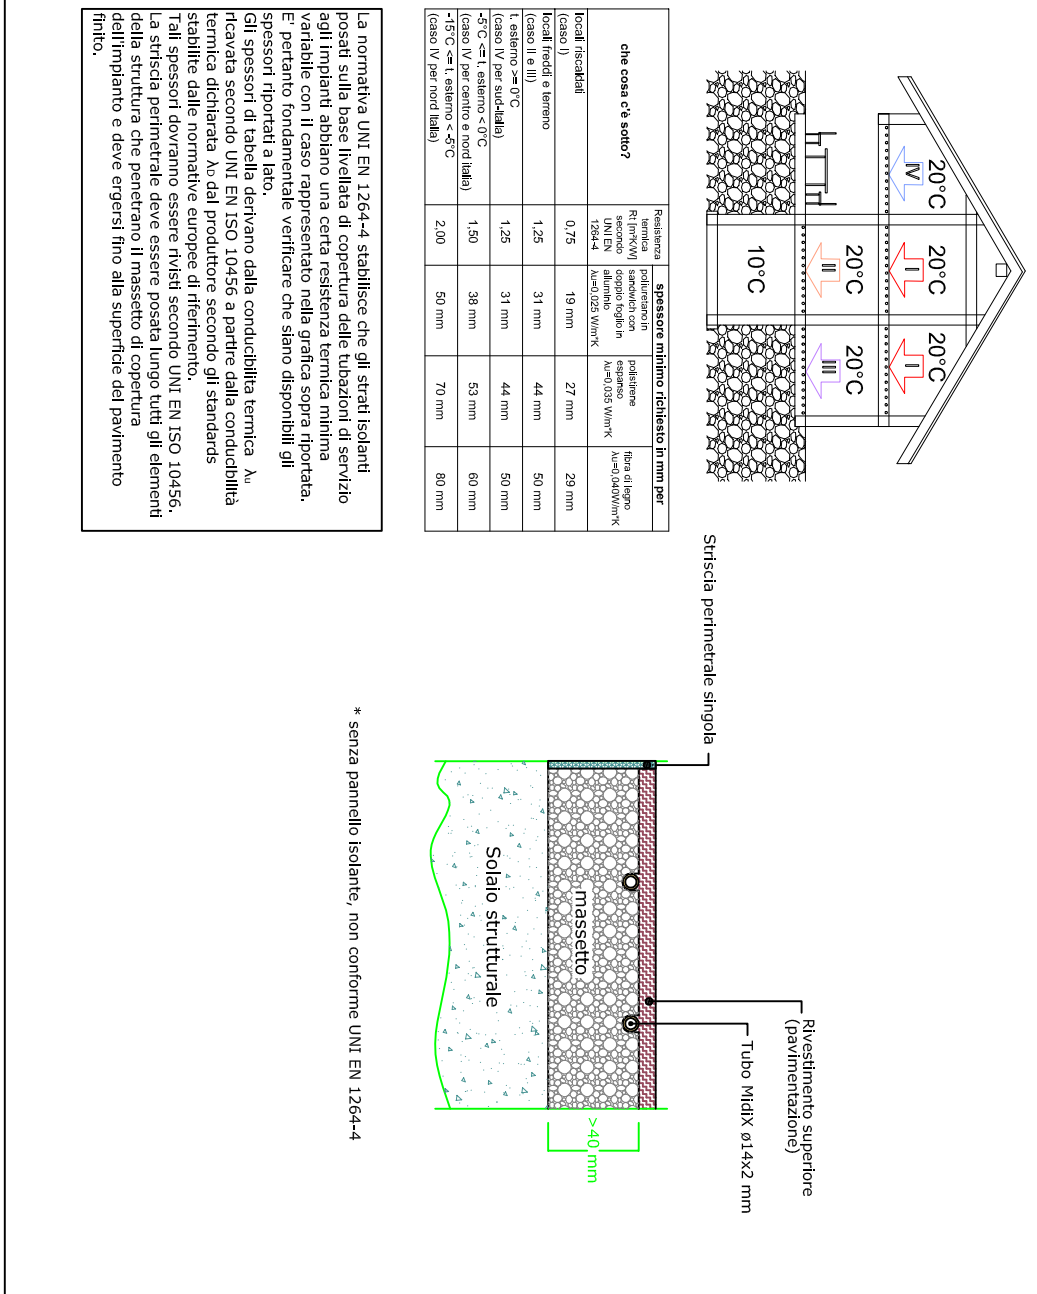 20°C
20°C
20°C
IV
I
I
20°C
20°C
II
III
10°C
che cosa c'è sotto?
Resistenza
termica
Rt [m²K/W]
secondo
UNI EN
1264-4
spessore minimo richiesto in mm per
poliuretano in
sandwich con
doppio foglio in
alluminio
λu=0,025 W/m°K
polistirene
espanso
λu=0,035 W/m°K
fibra di legno
λu=0,040W/m°K
locali riscaldati
(caso I)
0,75
19 mm
27 mm
29 mm
locali freddi e terreno
(caso II e III)
1,25
31 mm
44 mm
50 mm
t. esterno >= 0°C
(caso IV per sud-italia)
1,25
31 mm
44 mm
50 mm
-5°C <= t. esterno < 0°C
(caso IV per centro e nord italia)
1,50
38 mm
53 mm
60 mm
-15°C <= t. esterno < -5°C
(caso IV per nord italia)
2,00
50 mm
70 mm
80 mm
La normativa UNI EN 1264-4 stabilisce che gli strati isolanti
posati sulla base livellata di copertura delle tubazioni di servizio
agli impianti abbiano una certa resistenza termica minima
variabile con il caso rappresentato nella grafica sopra riportata.
E' pertanto fondamentale verificare che siano disponibili gli
spessori riportati a lato.
Gli spessori di tabella derivano dalla conducibilita termica λu
ricavata secondo UNI EN ISO 10456 a partire dalla conducibilità
termica dichiarata λD dal produttore secondo gli standards
stabilite dalle normative europee di riferimento.
Tali spessori dovranno essere rivisti secondo UNI EN ISO 10456.
La striscia perimetrale deve essere posata lungo tutti gli elementi
della struttura che penetrano il massetto di copertura
dell'impianto e deve ergersi fino alla superficie del pavimento
finito.
Rivestimento superiore
(pavimentazione)
Tubo MidiX ø14x2 mm
Striscia perimetrale singola
>40 mm
massetto
Solaio strutturale
* senza pannello isolante, non conforme UNI EN 1264-4